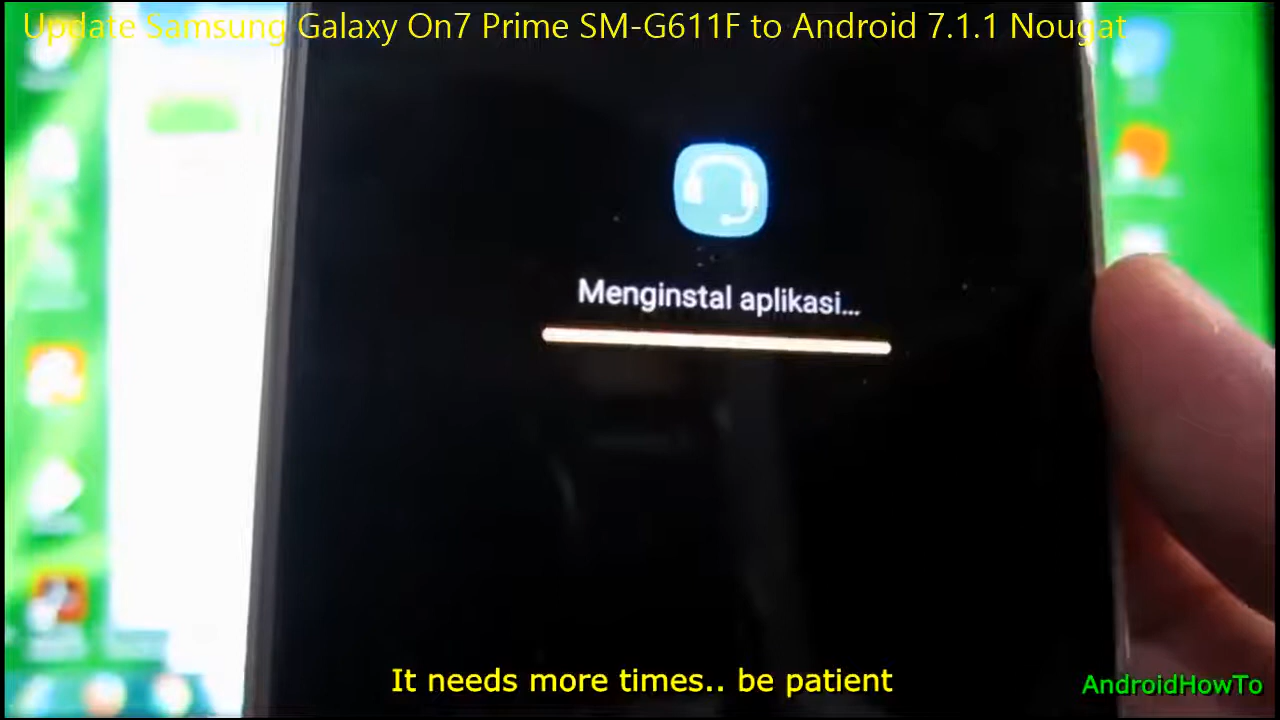 Update Samsung Galaxy On7 Prime SM-G611F to Android 7.1.1 Nougat
Menginstal aplikasi...
It needs more times.. be patient
AndroidHowTo